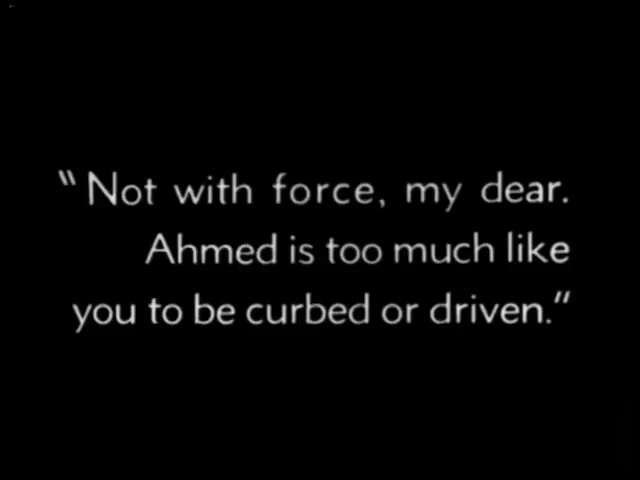 "Not with force, my dear.
Ahmed is too much like
you to be curbed or driven."